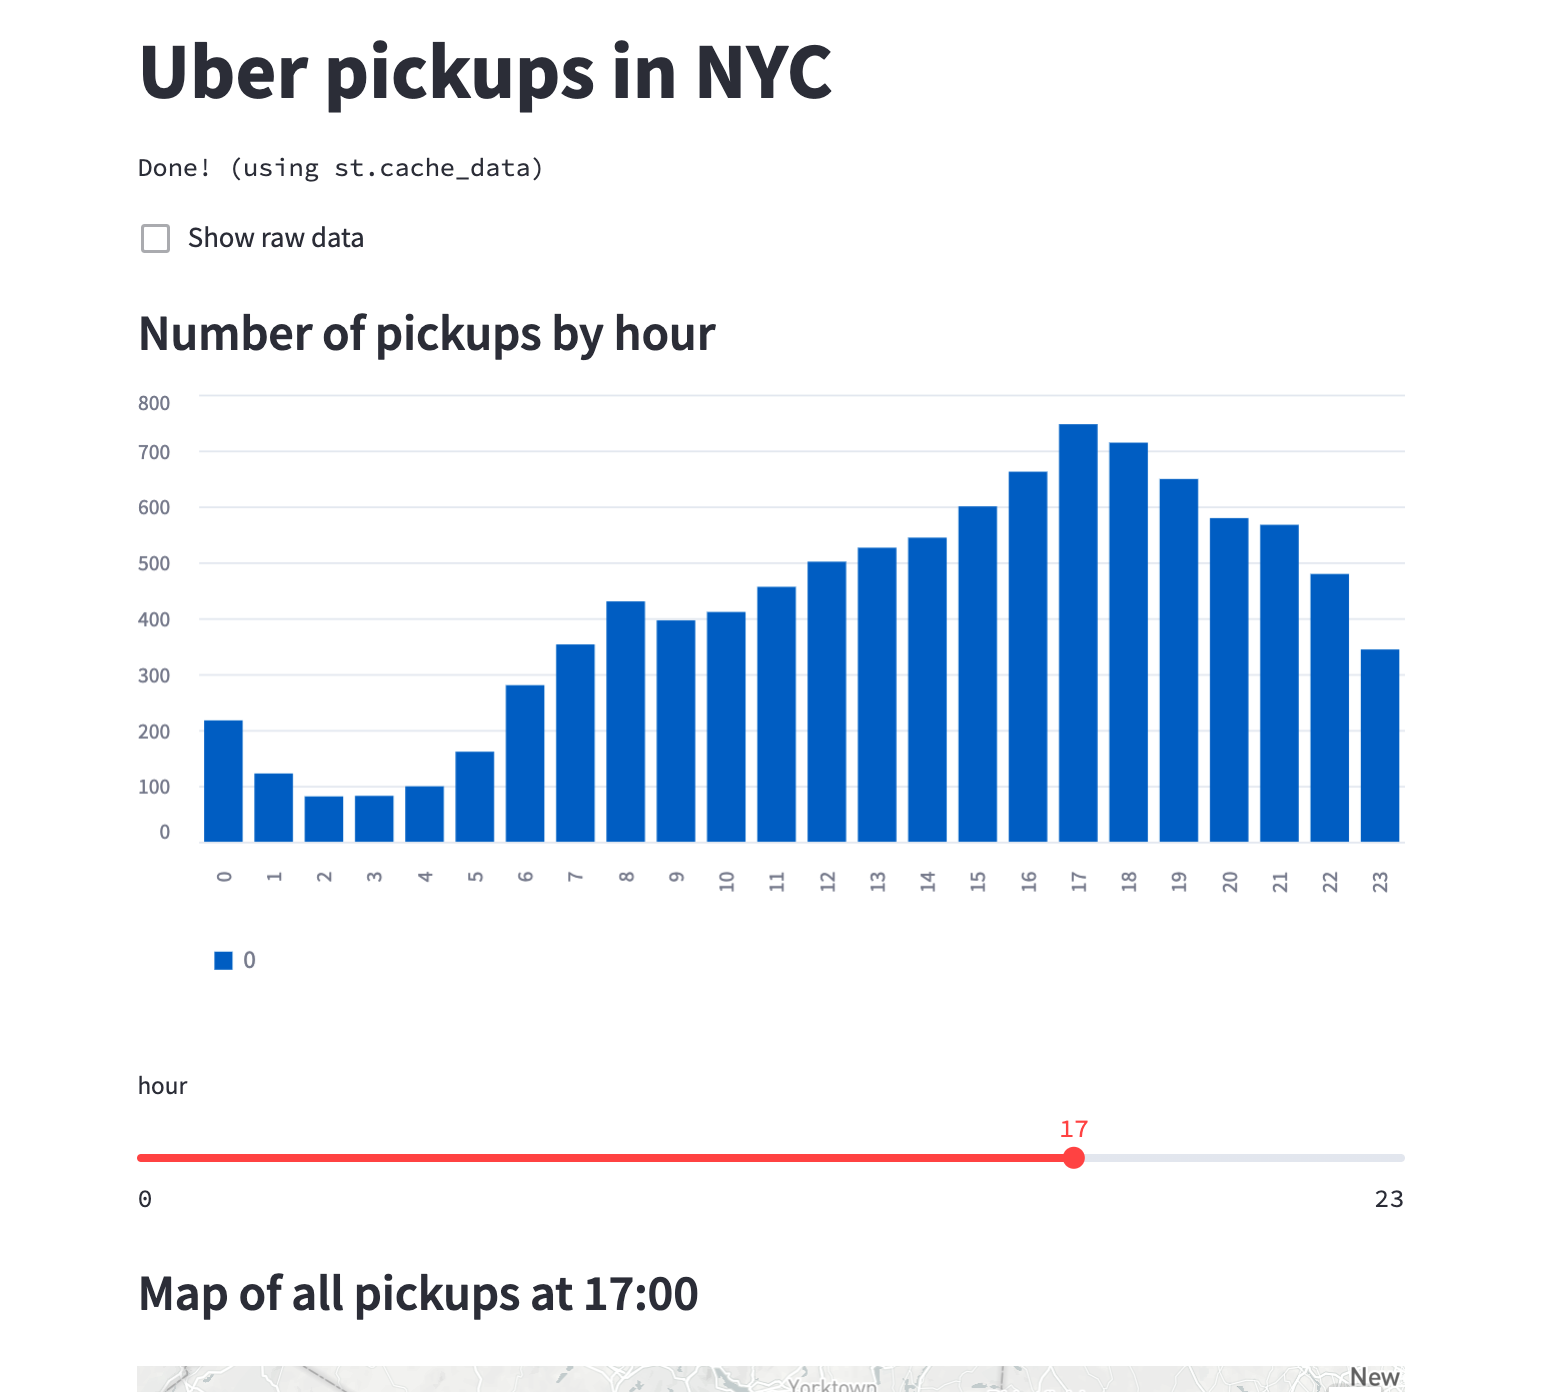 Uber pickups in NYC
Done! (using st.cache_data)
Show raw data
Number of pickups by hour
800
700
600
500
400
300
200
100
0
0 1 2 3 4 5 6 7 8 9 10 11 12 13 14 15 16 17 18 19 20 21 22 23
0
hour
17
0 23
Map of all pickups at 17:00
New
Yorktown